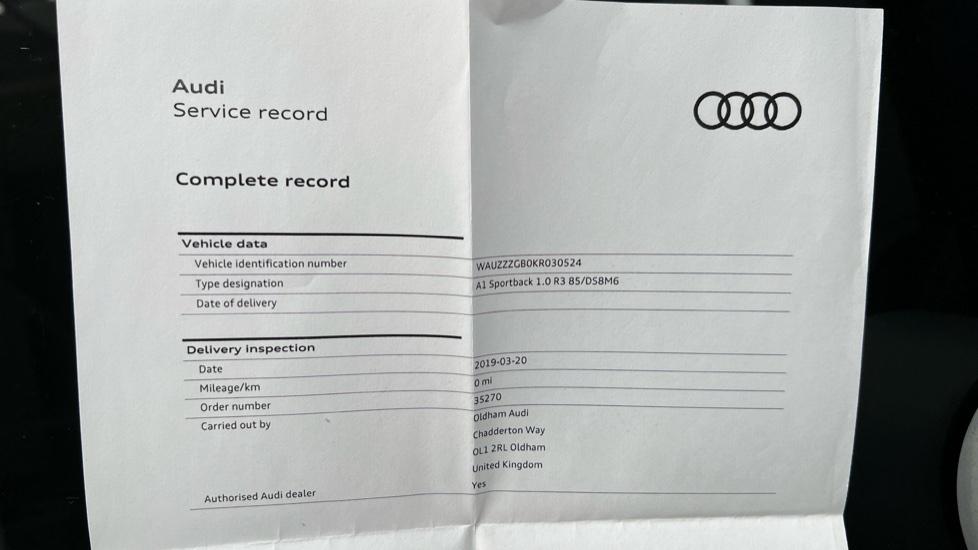 Audi
Service record
Complete record
Vehicle data
Vehicle identification number WAUZZZGB0KR030524
Type designation A1 Sportback 1.0 R3 85/DS8M6
Date of delivery
Delivery inspection
Date 2019-03-20
Mileage/km 0 mi
Order number 35270
Carried out by Oldham Audi
Chadderton Way
OL1 2RL Oldham
United Kingdom
Authorised Audi dealer Yes